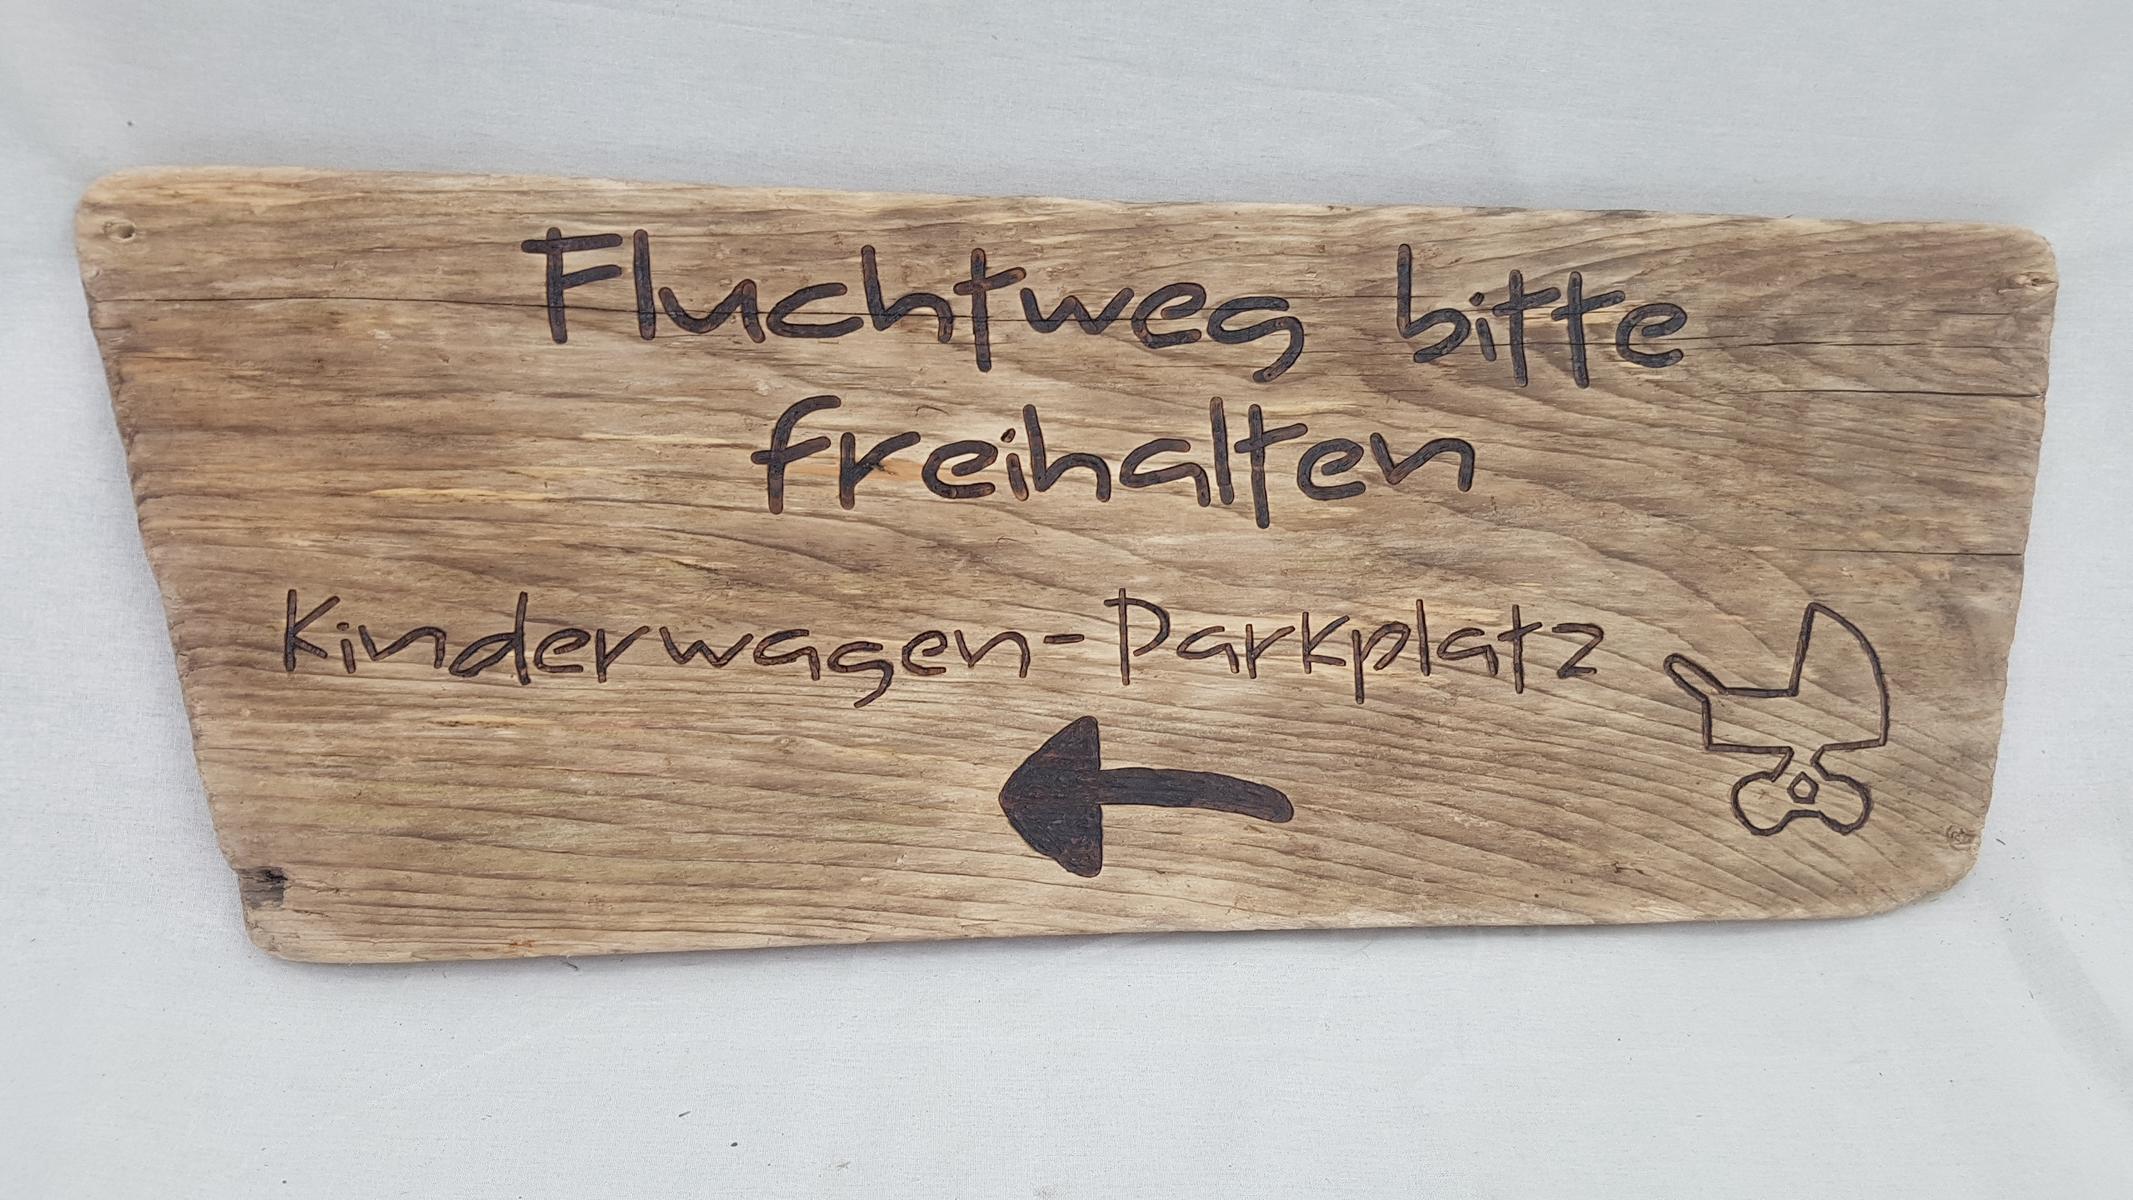 Fluchtweg bitte
freihalten
Kinderwagen-Parkplatz